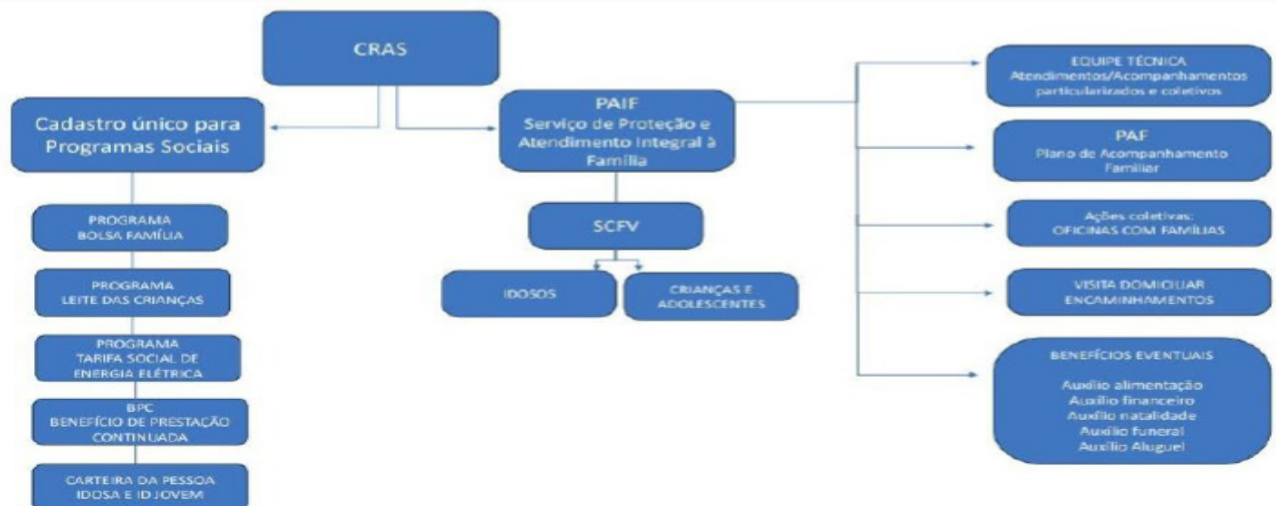 CRAS
Cadastro único para
Programas Sociais
PROGRAMA
BOLSA FAMÍLIA
PROGRAMA
LEITE DAS CRIANÇAS
PROGRAMA
TARIFA SOCIAL DE
ENERGIA ELÉTRICA
BPC
BENEFÍCIO DE PRESTAÇÃO
CONTINUADA
CARTEIRA DA PESSOA
IDOSA E ID JOVEM
PAIF
Serviço de Proteção e
Atendimento Integral à
Família
SCFV
IDOSOS
CRIANÇAS E
ADOLESCENTES
EQUIPE TÉCNICA
Atendimentos/Acompanhamentos
particularizados e coletivos
PAF
Plano de Acompanhamento
Familiar
Ações coletivas:
OFICINAS COM FAMÍLIAS
VISITA DOMICILIAR
ENCAMINHAMENTOS
BENEFÍCIOS EVENTUAIS
Auxílio alimentação
Auxílio financeiro
Auxílio natalidade
Auxílio funeral
Auxílio Aluguel